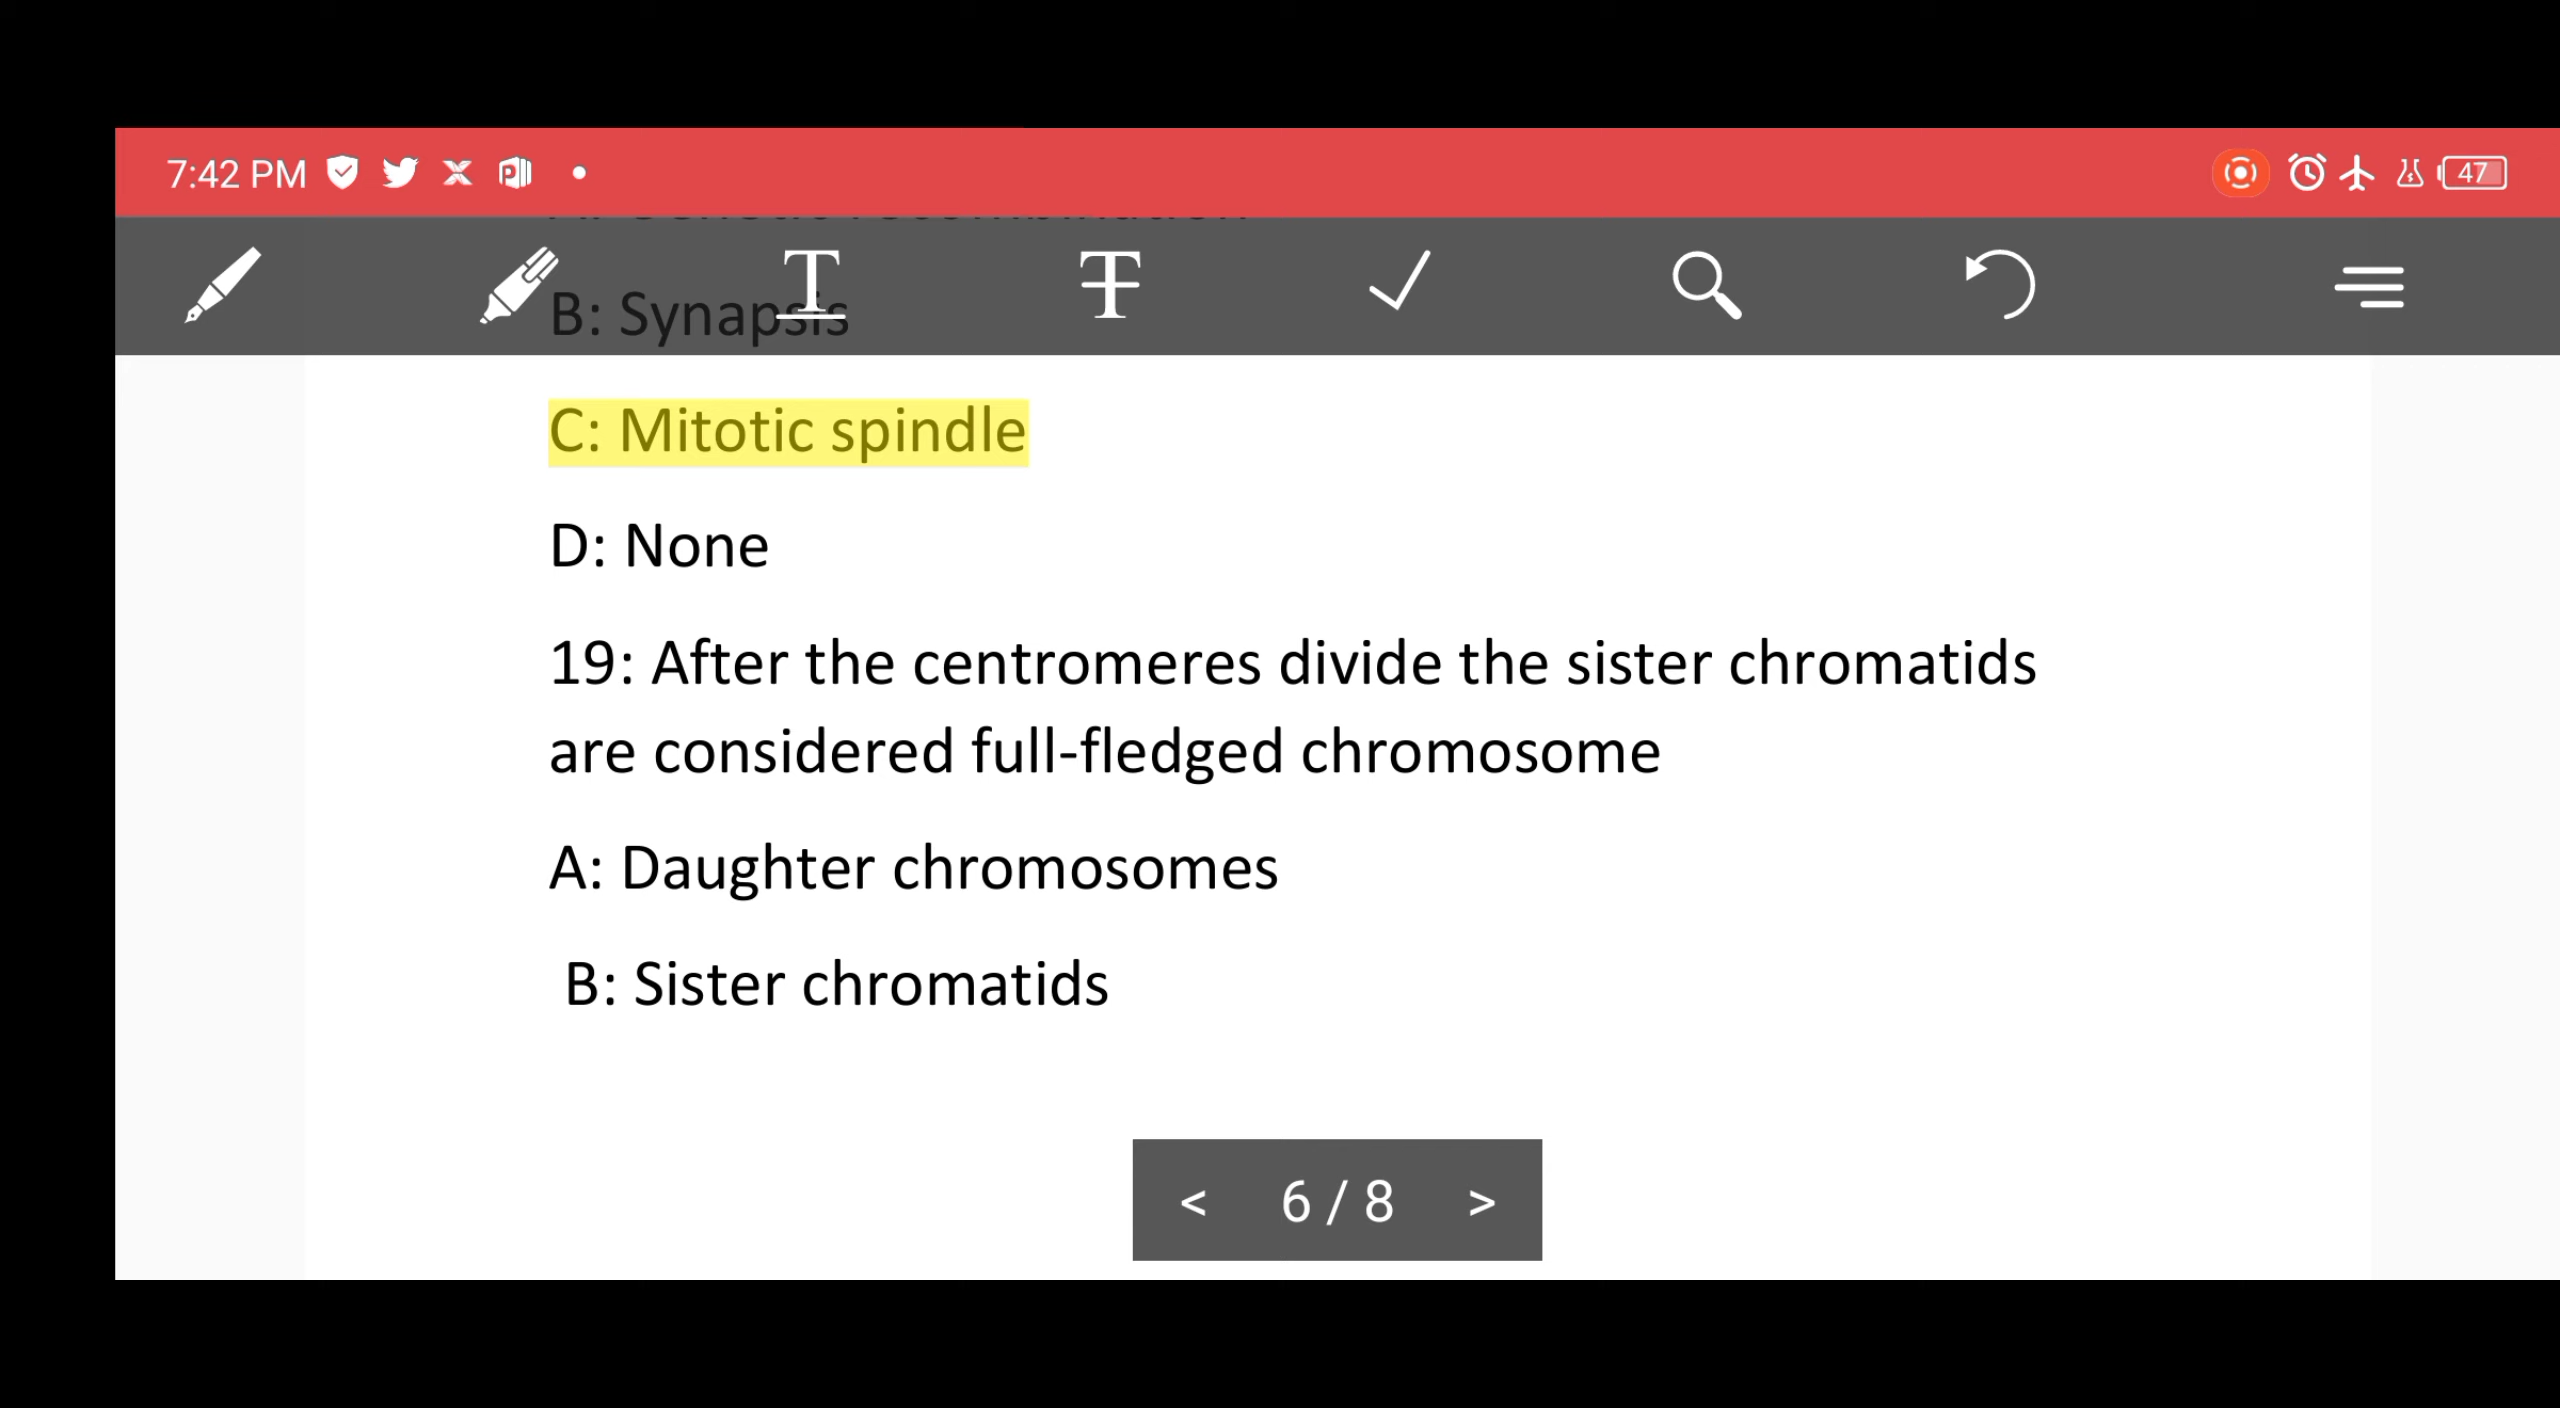 7:42 PM
47
B: Synapsis
C: Mitotic spindle
D: None
19: After the centromeres divide the sister chromatids
are considered full-fledged chromosome
A: Daughter chromosomes
B: Sister chromatids
< 6 / 8 >